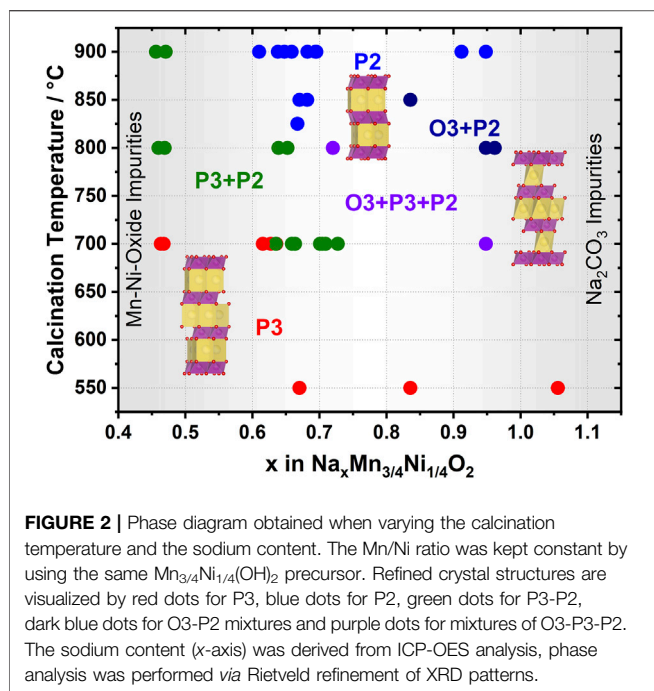 Calcination Temperature / °C
900
850
800
750
700
650
600
550
Mn-Ni-Oxide Impurities
P2
O3+P2
P3+P2
O3+P3+P2
P3
Na₂CO₃ Impurities
0.4 0.5 0.6 0.7 0.8 0.9 1.0 1.1
x in NaₓMn₃/₄Ni₁/₄O₂
FIGURE 2 | Phase diagram obtained when varying the calcination
temperature and the sodium content. The Mn/Ni ratio was kept constant by
using the same Mn₃/₄Ni₁/₄(OH)₂ precursor. Refined crystal structures are
visualized by red dots for P3, blue dots for P2, green dots for P3-P2,
dark blue dots for O3-P2 mixtures and purple dots for mixtures of O3-P3-P2.
The sodium content (x-axis) was derived from ICP-OES analysis, phase
analysis was performed via Rietveld refinement of XRD patterns.